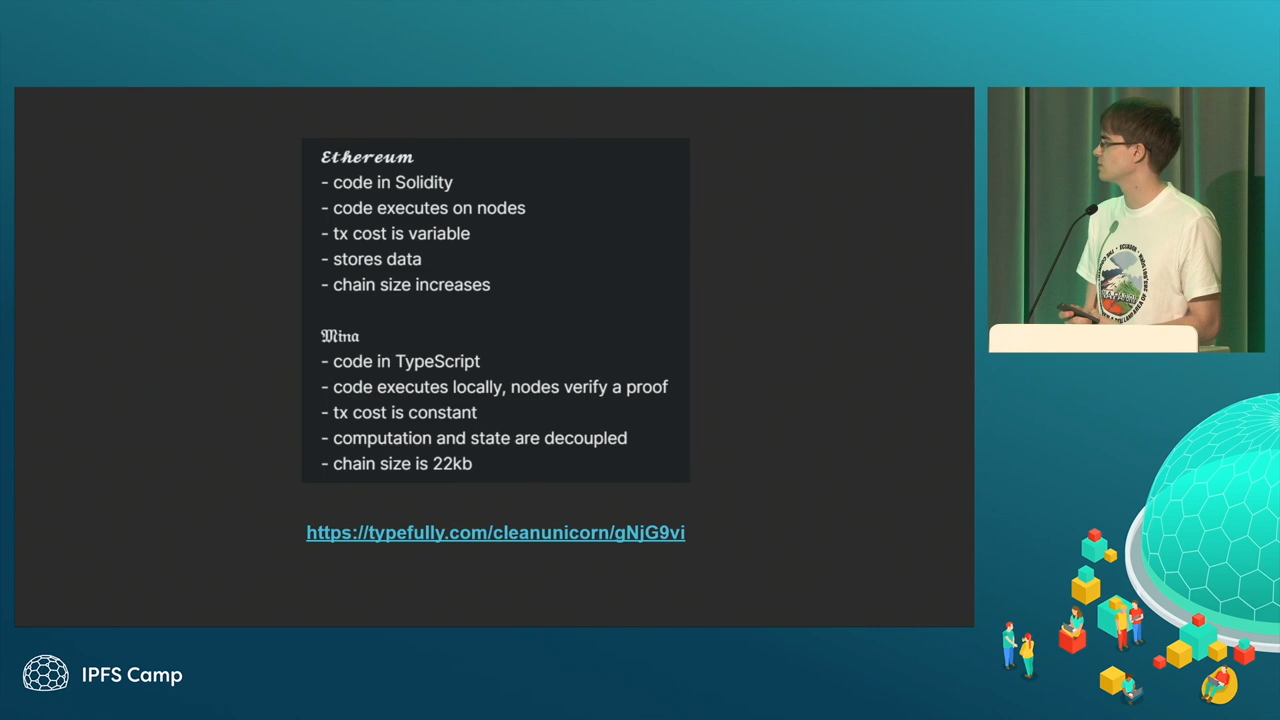 Ethereum
- code in Solidity
- code executes on nodes
- tx cost is variable
- stores data
- chain size increases
Mina
- code in TypeScript
- code executes locally, nodes verify a proof
- tx cost is constant
- computation and state are decoupled
- chain size is 22kb
https://typefully.com/cleanunicorn/gNjG9vi
ECUADOR
IPFS Camp